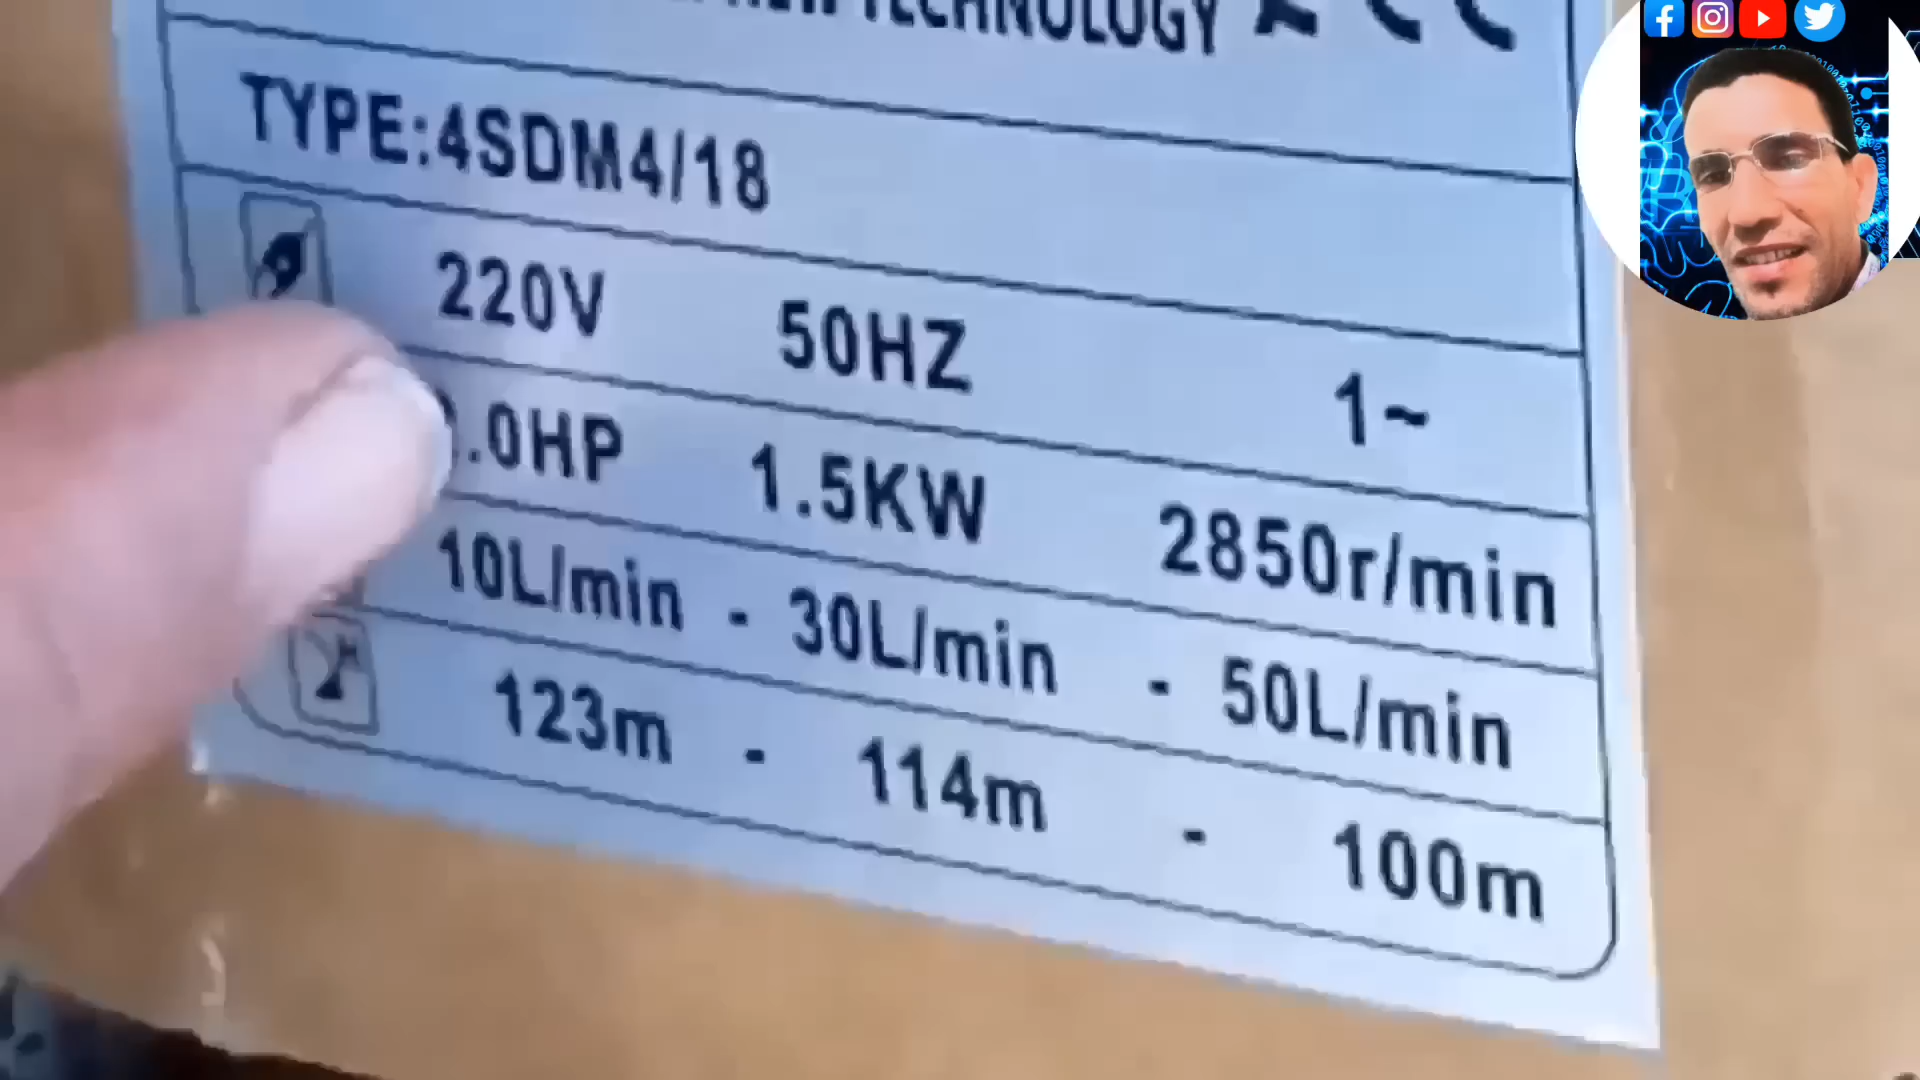 TECHNOLOGY
TYPE:4SDM4/18
220V 50HZ 1~
.0HP 1.5KW 2850r/min
10L/min - 30L/min - 50L/min
123m - 114m - 100m